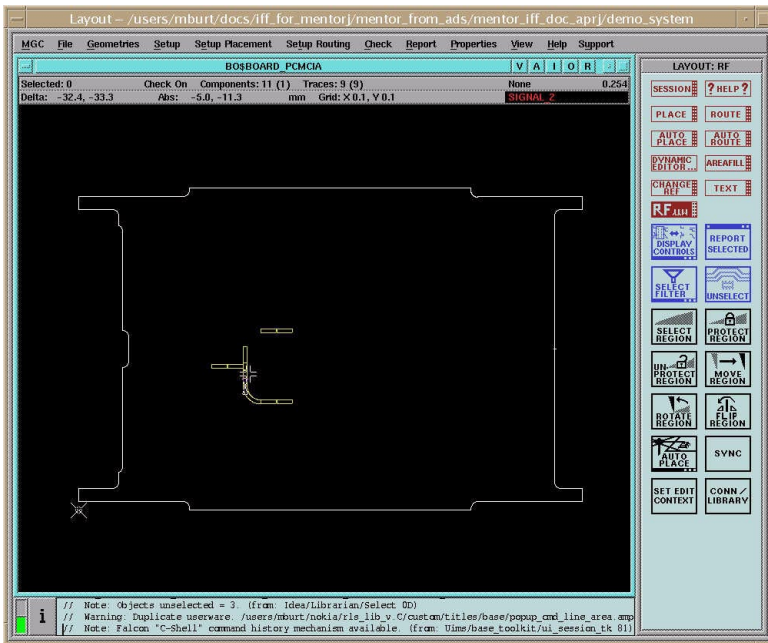 Layout – /users/mburt/docs/iff_for_mentorj/mentor_from_ads/mentor_iff_doc_aprj/demo_system
MGC File Geometries Setup Setup Placement Setup Routing Check Report Properties View Help Support
BO$BOARD_PCMCIA V A I O R
Selected: 0 Check On Components: 11 (1) Traces: 9 (9) None 0.254
Delta: -32.4, -33.3 Abs: -5.0, -11.3 mm Grid: X 0.1, Y 0.1 SIGNAL_2
LAYOUT: RF
SESSION ? HELP ?
PLACE ROUTE
AUTO PLACE AUTO ROUTE
DYNAMIC EDITOR... AREAFILL
CHANGE REF TEXT
RF
DISPLAY CONTROLS REPORT SELECTED
SELECT FILTER UNSELECT
SELECT REGION PROTECT REGION
UN- PROTECT REGION MOVE REGION
ROTATE REGION FLIP REGION
AUTO PLACE SYNC
SET EDIT CONTEXT CONN / LIBRARY
i
// Note: Objects unselected = 3. (from: Idea/Librarian/Select OD)
// Warning: Duplicate userware. /users/mburt/nokia/rls_lib_v.C/custom/titles/base/popup_cmd_line_area.amp
// Note: Falcon "C-Shell" command history mechanism available. (from: Uims/base_toolkit/ui_session_tk 81)